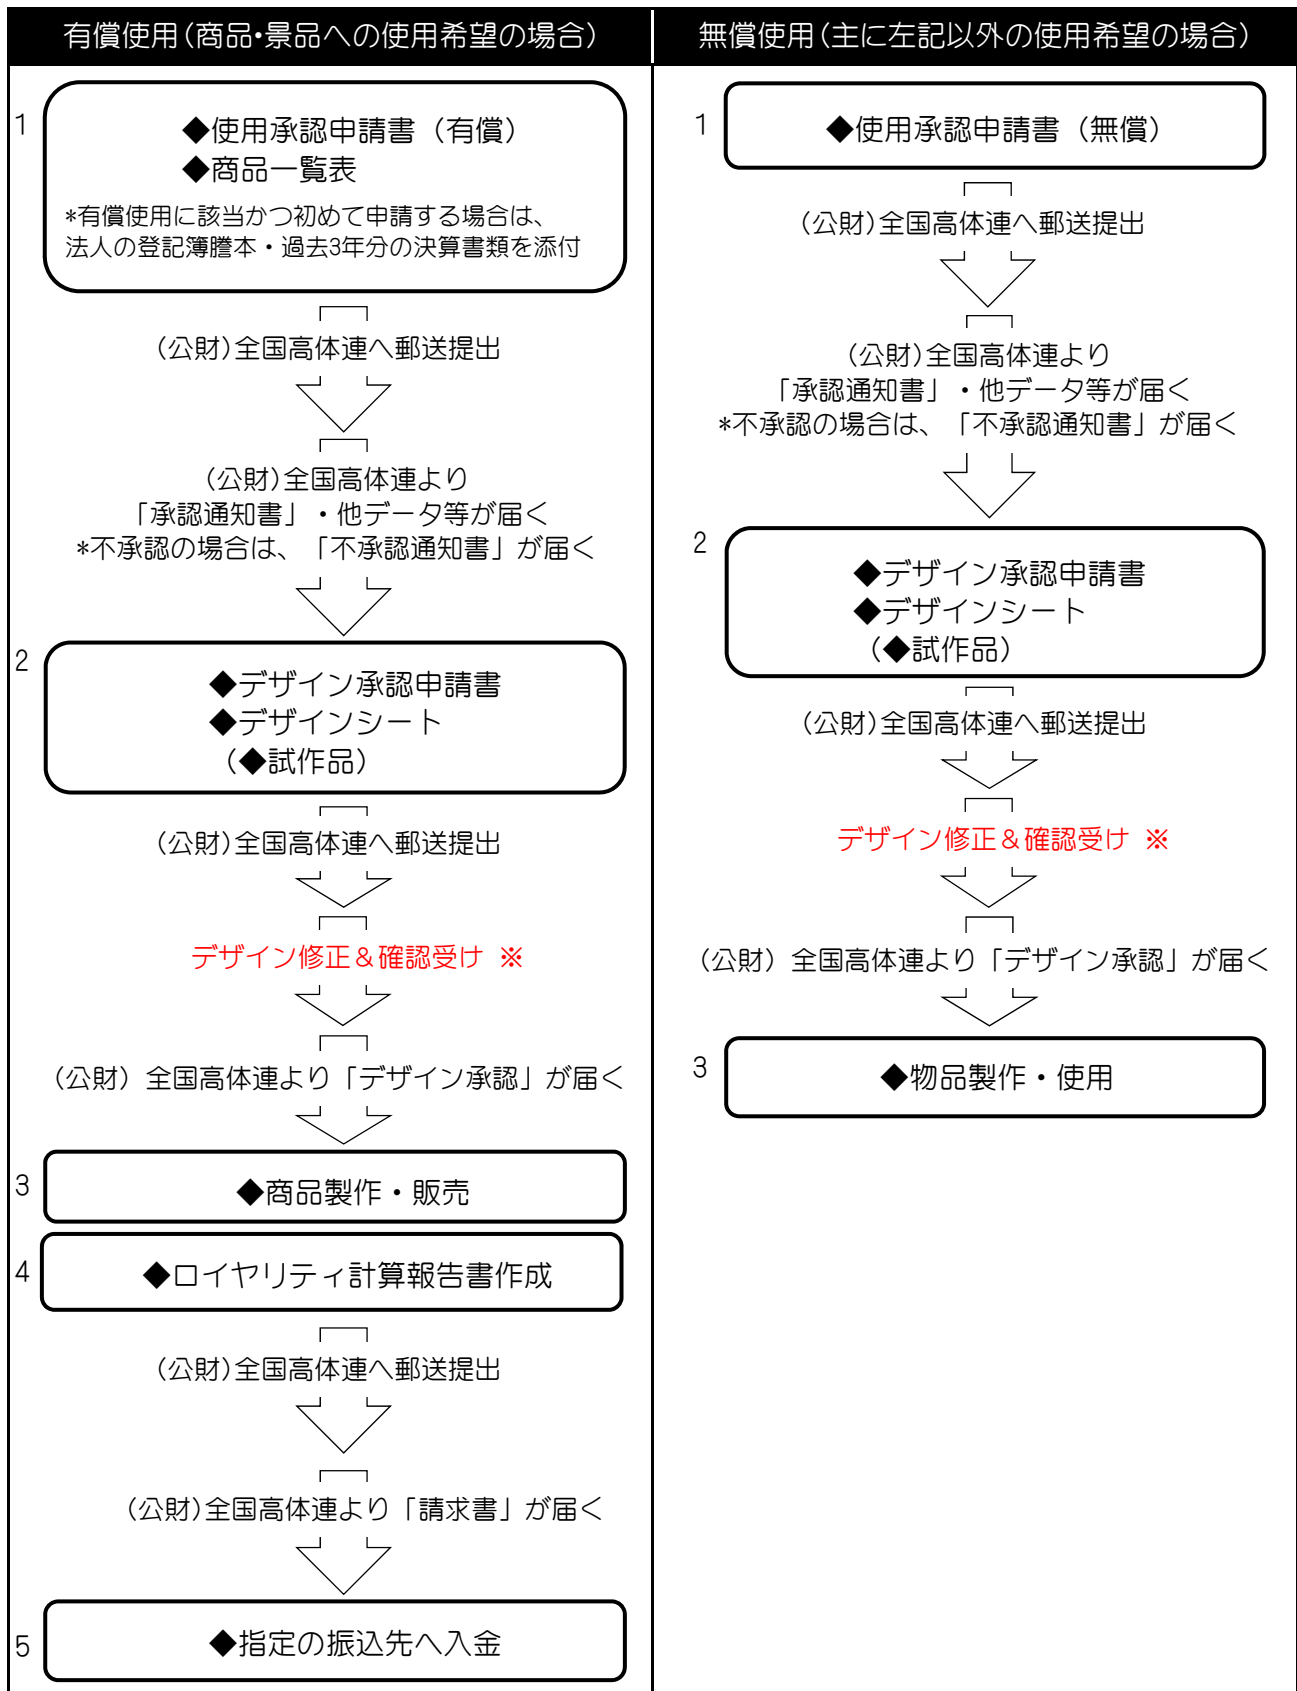 有償使用(商品・景品への使用希望の場合)
1
◆使用承認申請書（有償）
◆商品一覧表
*有償使用に該当かつ初めて申請する場合は、
法人の登記簿謄本・過去3年分の決算書類を添付
(公財)全国高体連へ郵送提出
(公財)全国高体連より
「承認通知書」・他データ等が届く
*不承認の場合は、「不承認通知書」が届く
2
◆デザイン承認申請書
◆デザインシート
（◆試作品）
(公財)全国高体連へ郵送提出
デザイン修正＆確認受け ※
(公財) 全国高体連より「デザイン承認」が届く
3
◆商品製作・販売
4
◆ロイヤリティ計算報告書作成
(公財)全国高体連へ郵送提出
(公財)全国高体連より「請求書」が届く
5
◆指定の振込先へ入金
無償使用(主に左記以外の使用希望の場合)
1
◆使用承認申請書（無償）
(公財)全国高体連へ郵送提出
(公財)全国高体連より
「承認通知書」・他データ等が届く
*不承認の場合は、「不承認通知書」が届く
2
◆デザイン承認申請書
◆デザインシート
（◆試作品）
(公財)全国高体連へ郵送提出
デザイン修正＆確認受け ※
(公財) 全国高体連より「デザイン承認」が届く
3
◆物品製作・使用